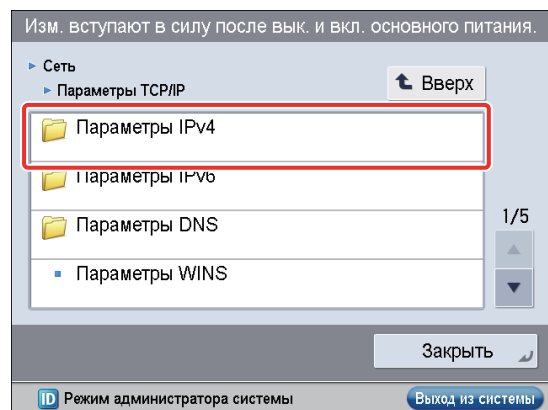 Изм. вступают в силу после вык. и вкл. основного питания.
Сеть
Параметры TCP/IP
Вверх
Параметры IPv4
Параметры IPv6
Параметры DNS
1/5
Параметры WINS
Закрыть
ID Режим администратора системы
Выход из системы